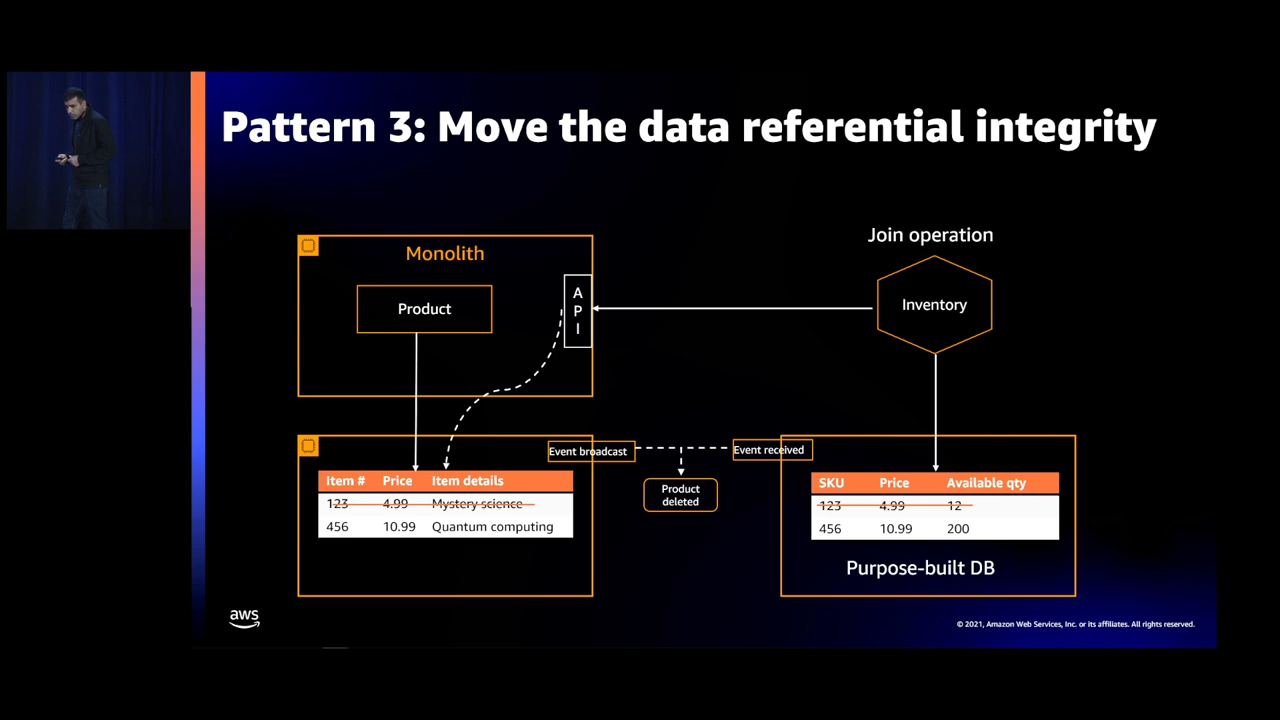 Pattern 3: Move the data referential integrity
Join operation
Monolith
Product
A
P
I
Inventory
Event broadcast
Event received
Product
deleted
Item # Price Item details
123 4.99 Mystery science
456 10.99 Quantum computing
SKU Price Available qty
123 4.99 12
456 10.99 200
Purpose-built DB
aws
© 2021, Amazon Web Services, Inc. or its affiliates. All rights reserved.